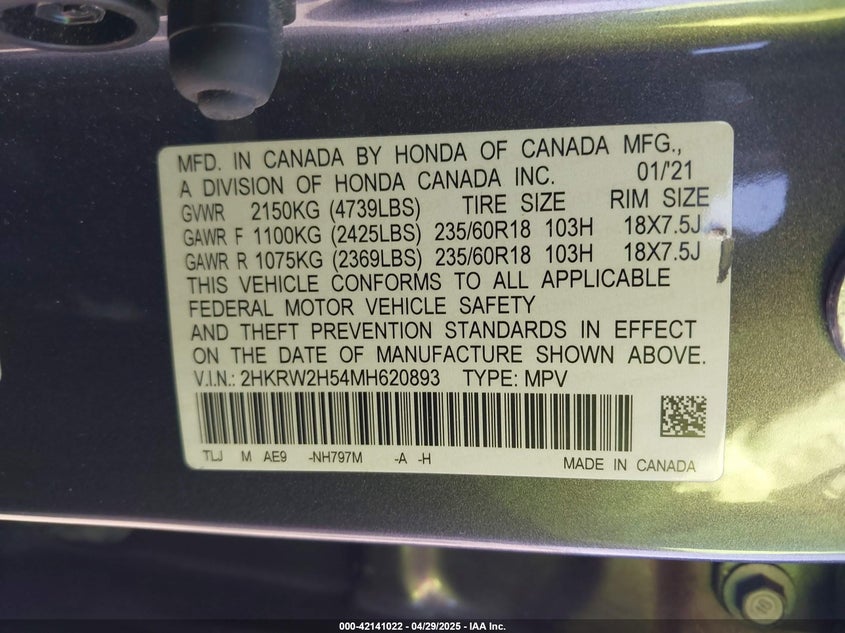 MFD. IN CANADA BY HONDA OF CANADA MFG.,
A DIVISION OF HONDA CANADA INC. 01/'21
GVWR 2150KG (4739LBS) TIRE SIZE RIM SIZE
GAWR F 1100KG (2425LBS) 235/60R18 103H 18X7.5J
GAWR R 1075KG (2369LBS) 235/60R18 103H 18X7.5J
THIS VEHICLE CONFORMS TO ALL APPLICABLE
FEDERAL MOTOR VEHICLE SAFETY
AND THEFT PREVENTION STANDARDS IN EFFECT
ON THE DATE OF MANUFACTURE SHOWN ABOVE.
V.I.N.: 2HKRW2H54MH620893 TYPE: MPV
TLJ M AE9 -NH797M -A -H
MADE IN CANADA
000-42141022 - 04/29/2025 - IAA Inc.